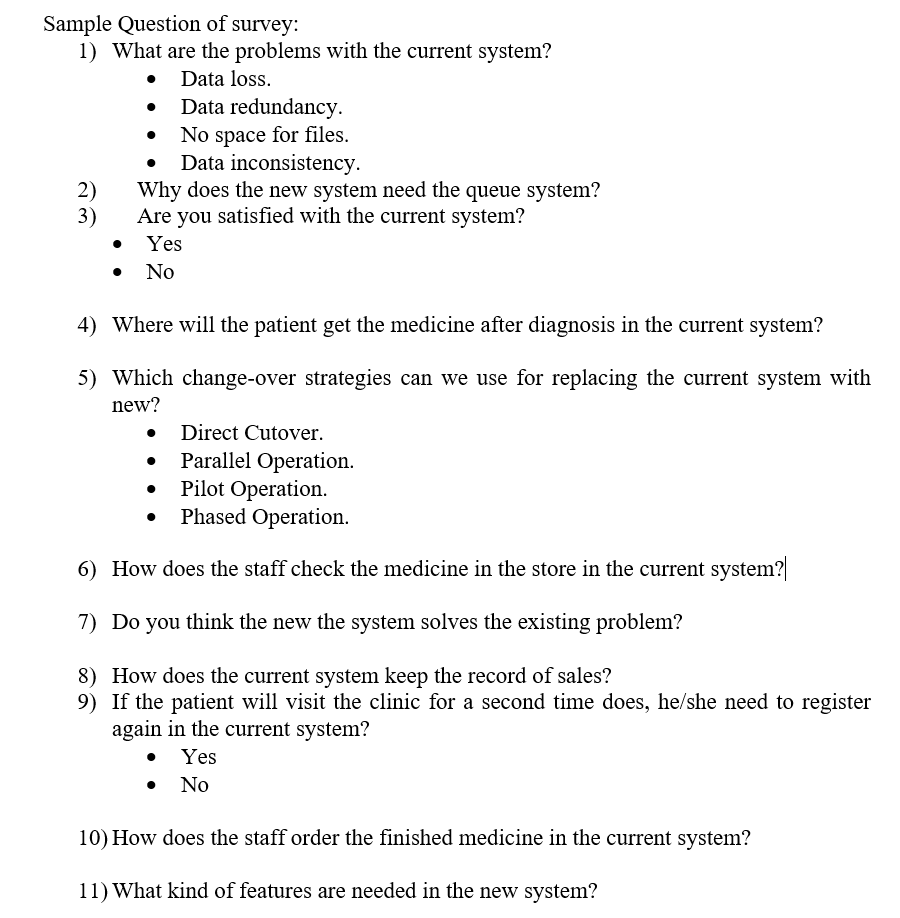 Sample Question of survey:
1) What are the problems with the current system?
• Data loss.
• Data redundancy.
• No space for files.
• Data inconsistency.
2) Why does the new system need the queue system?
3) Are you satisfied with the current system?
• Yes
• No
4) Where will the patient get the medicine after diagnosis in the current system?
5) Which change-over strategies can we use for replacing the current system with
new?
• Direct Cutover.
• Parallel Operation.
• Pilot Operation.
• Phased Operation.
6) How does the staff check the medicine in the store in the current system?
7) Do you think the new the system solves the existing problem?
8) How does the current system keep the record of sales?
9) If the patient will visit the clinic for a second time does, he/she need to register
again in the current system?
• Yes
• No
10) How does the staff order the finished medicine in the current system?
11) What kind of features are needed in the new system?